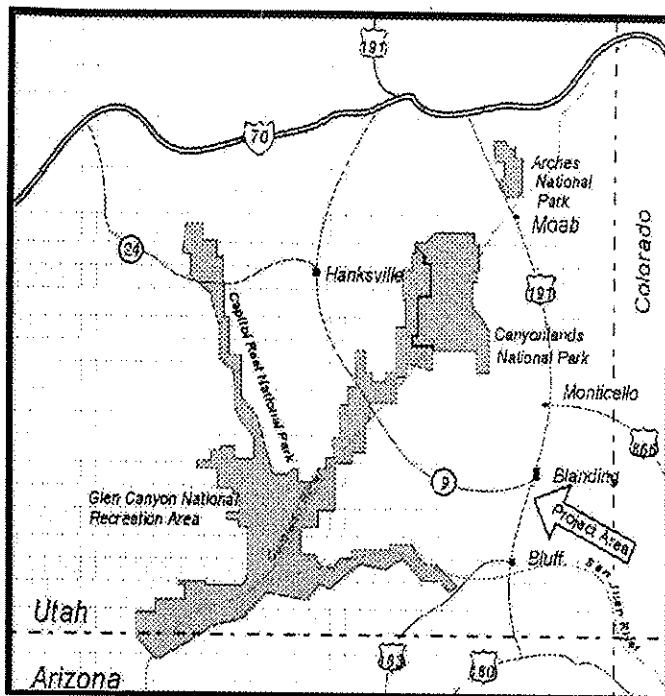 191
70
Arches
National
Park
Moab
24
Hanksville
Colorado
191
Capitol Reef National Park
Canyonlands
National Park
Monticello
666
Glen Canyon National
Recreation Area
9
Blanding
Project Area
Bluff
San Juan River
Utah
163
160
Arizona